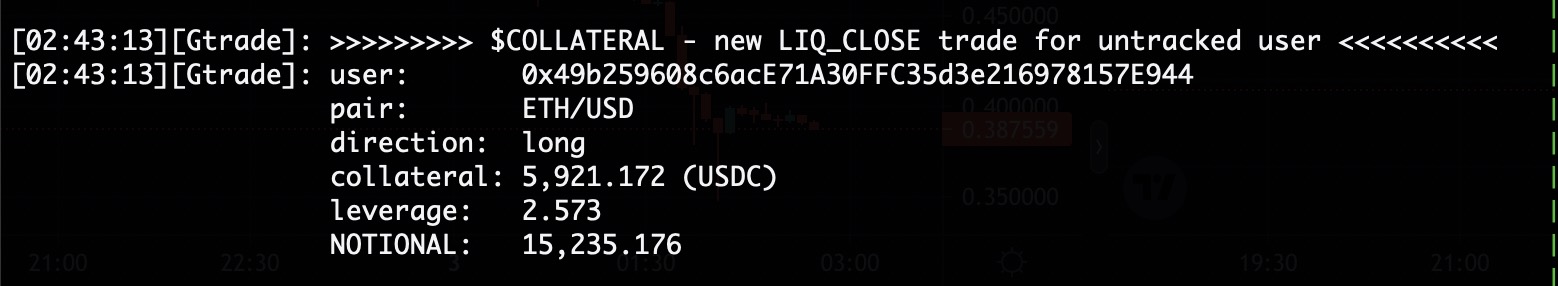 [02:43:13][Gtrade]: >>>>>>>>> $COLLATERAL - new LIQ_CLOSE trade for untracked user <<<<<<<<<<
[02:43:13][Gtrade]: user: 0x49b259608c6acE71A30FFC35d3e216978157E944
pair: ETH/USD
direction: long
collateral: 5,921.172 (USDC)
leverage: 2.573
NOTIONAL: 15,235.176
0.450000
0.400000
0.387559
0.350000
21:00 22:30 3 01:30 03:00 19:30 21:00